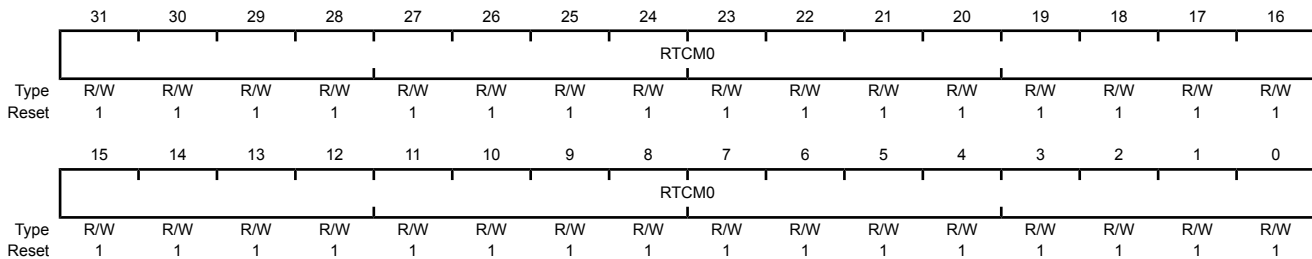 31 30 29 28 27 26 25 24 23 22 21 20 19 18 17 16
RTCM0
Type R/W R/W R/W R/W R/W R/W R/W R/W R/W R/W R/W R/W R/W R/W R/W R/W
Reset 1 1 1 1 1 1 1 1 1 1 1 1 1 1 1 1
15 14 13 12 11 10 9 8 7 6 5 4 3 2 1 0
RTCM0
Type R/W R/W R/W R/W R/W R/W R/W R/W R/W R/W R/W R/W R/W R/W R/W R/W
Reset 1 1 1 1 1 1 1 1 1 1 1 1 1 1 1 1